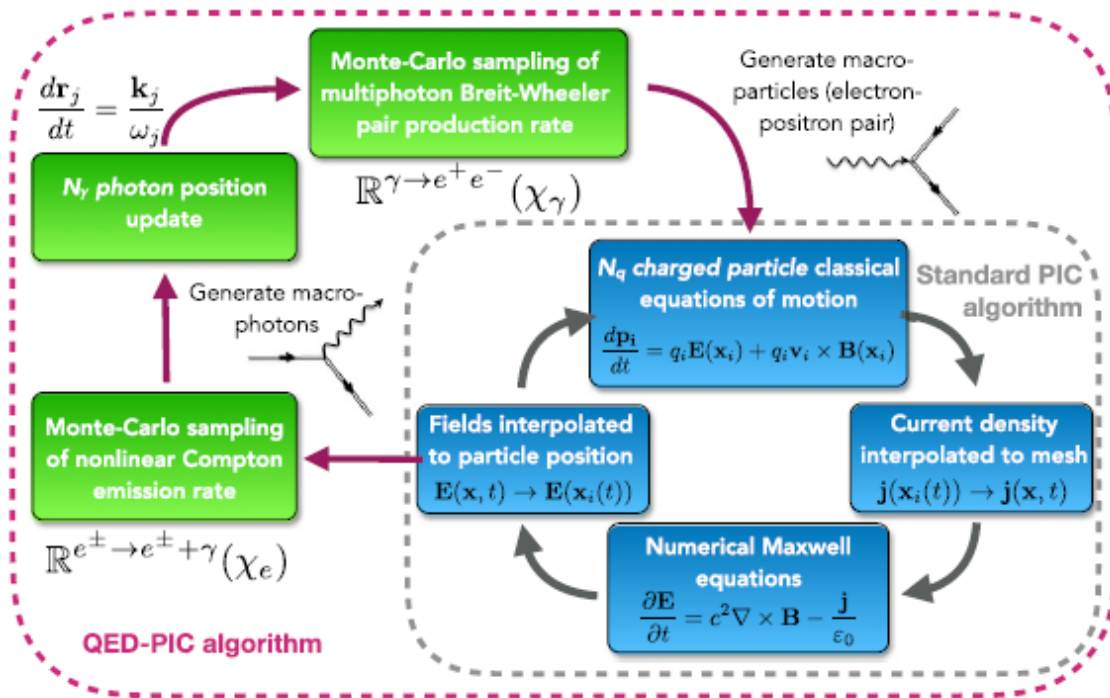 Monte-Carlo sampling of
multiphoton Breit-Wheeler
pair production rate
ℝ^{γ→e⁺e⁻}(χ_γ)
Generate macro-
particles (electron-
positron pair)
d𝐫_j/dt = 𝐤_j/ω_j
N_γ photon position
update
Generate macro-
photons
Monte-Carlo sampling
of nonlinear Compton
emission rate
ℝ^{e^±→e^±+γ}(χ_e)
QED-PIC algorithm
Standard PIC
algorithm
N_q charged particle classical
equations of motion
d𝐩_𝐢/dt = q_i𝐄(𝐱_i) + q_i𝐯_i × 𝐁(𝐱_i)
Fields interpolated
to particle position
𝐄(𝐱, t) → 𝐄(𝐱_i(t))
Current density
interpolated to mesh
𝐣(𝐱_i(t)) → 𝐣(𝐱, t)
Numerical Maxwell
equations
∂𝐄/∂t = c²∇ × 𝐁 − 𝐣/ε₀